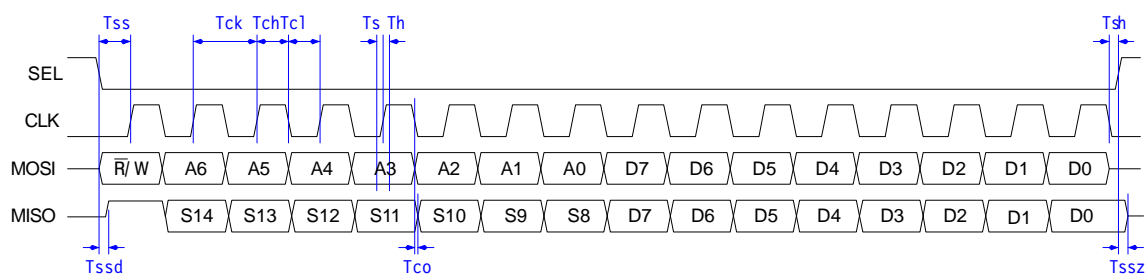 Tss Tck Tch Tcl Ts Th Tsh
SEL
CLK
MOSI R̅/W A6 A5 A4 A3 A2 A1 A0 D7 D6 D5 D4 D3 D2 D1 D0
MISO S14 S13 S12 S11 S10 S9 S8 D7 D6 D5 D4 D3 D2 D1 D0
Tssd Tco Tssz